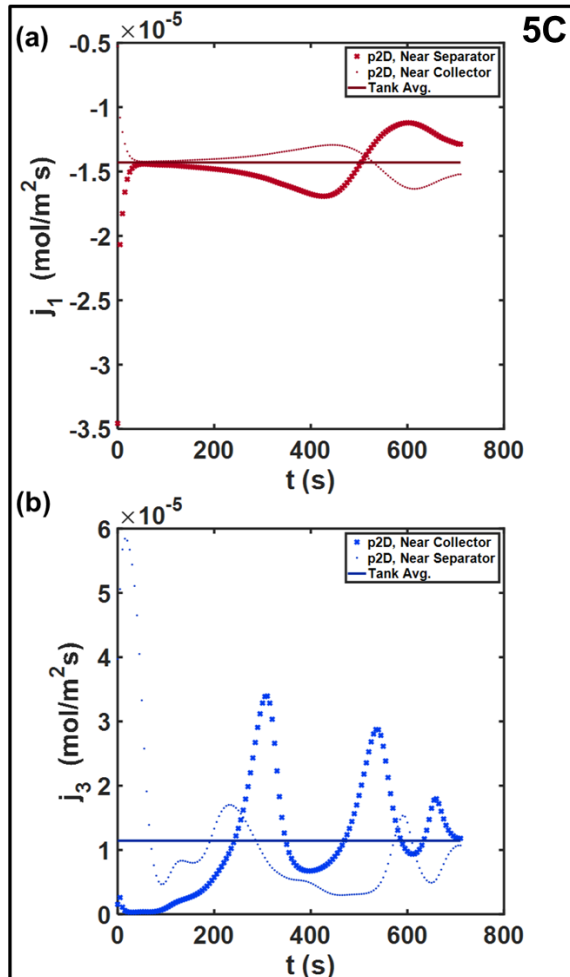 5C
(a)
×10⁻⁵
p2D, Near Separator
p2D, Near Collector
Tank Avg.
-0.5
-1
-1.5
-2
-2.5
-3
-3.5
j₁ (mol/m²s)
0 200 400 600 800
t (s)
(b)
×10⁻⁵
p2D, Near Collector
p2D, Near Separator
Tank Avg.
6
5
4
3
2
1
0
j₃ (mol/m²s)
0 200 400 600 800
t (s)